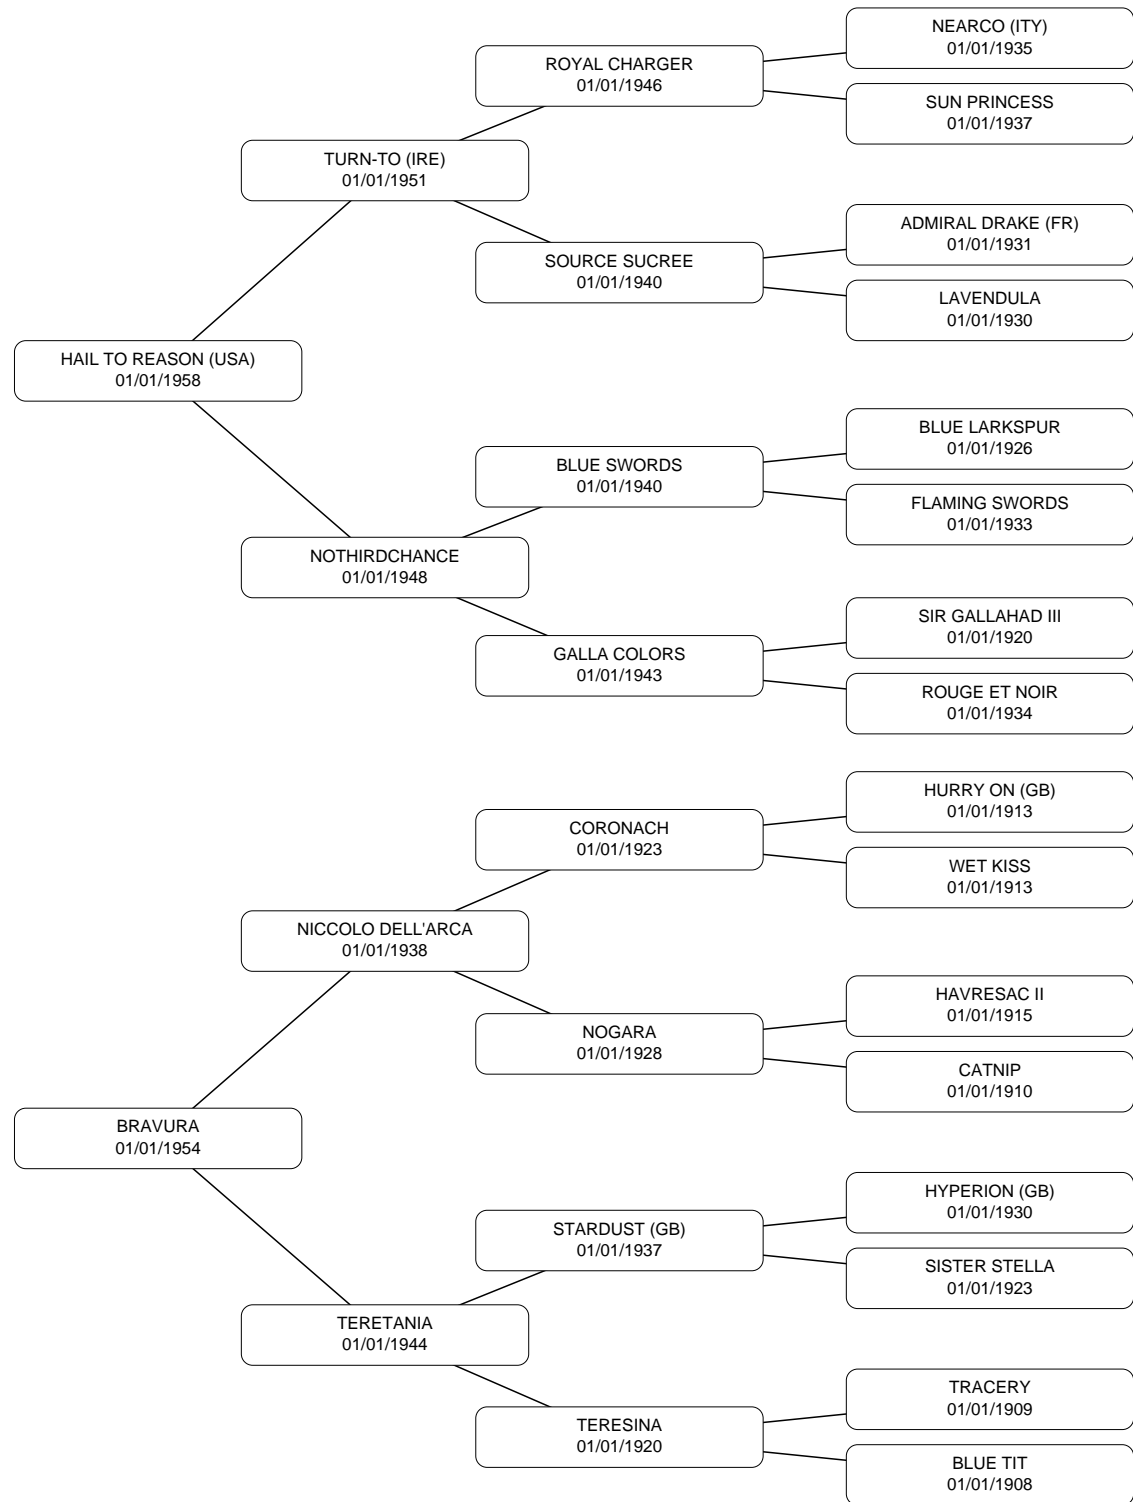 NEARCO (ITY)
01/01/1935
ROYAL CHARGER
01/01/1946
SUN PRINCESS
01/01/1937
TURN-TO (IRE)
01/01/1951
ADMIRAL DRAKE (FR)
01/01/1931
SOURCE SUCREE
01/01/1940
LAVENDULA
01/01/1930
HAIL TO REASON (USA)
01/01/1958
BLUE LARKSPUR
01/01/1926
BLUE SWORDS
01/01/1940
FLAMING SWORDS
01/01/1933
NOTHIRDCHANCE
01/01/1948
SIR GALLAHAD III
01/01/1920
GALLA COLORS
01/01/1943
ROUGE ET NOIR
01/01/1934
HURRY ON (GB)
01/01/1913
CORONACH
01/01/1923
WET KISS
01/01/1913
NICCOLO DELL'ARCA
01/01/1938
HAVRESAC II
01/01/1915
NOGARA
01/01/1928
CATNIP
01/01/1910
BRAVURA
01/01/1954
HYPERION (GB)
01/01/1930
STARDUST (GB)
01/01/1937
SISTER STELLA
01/01/1923
TERETANIA
01/01/1944
TRACERY
01/01/1909
TERESINA
01/01/1920
BLUE TIT
01/01/1908